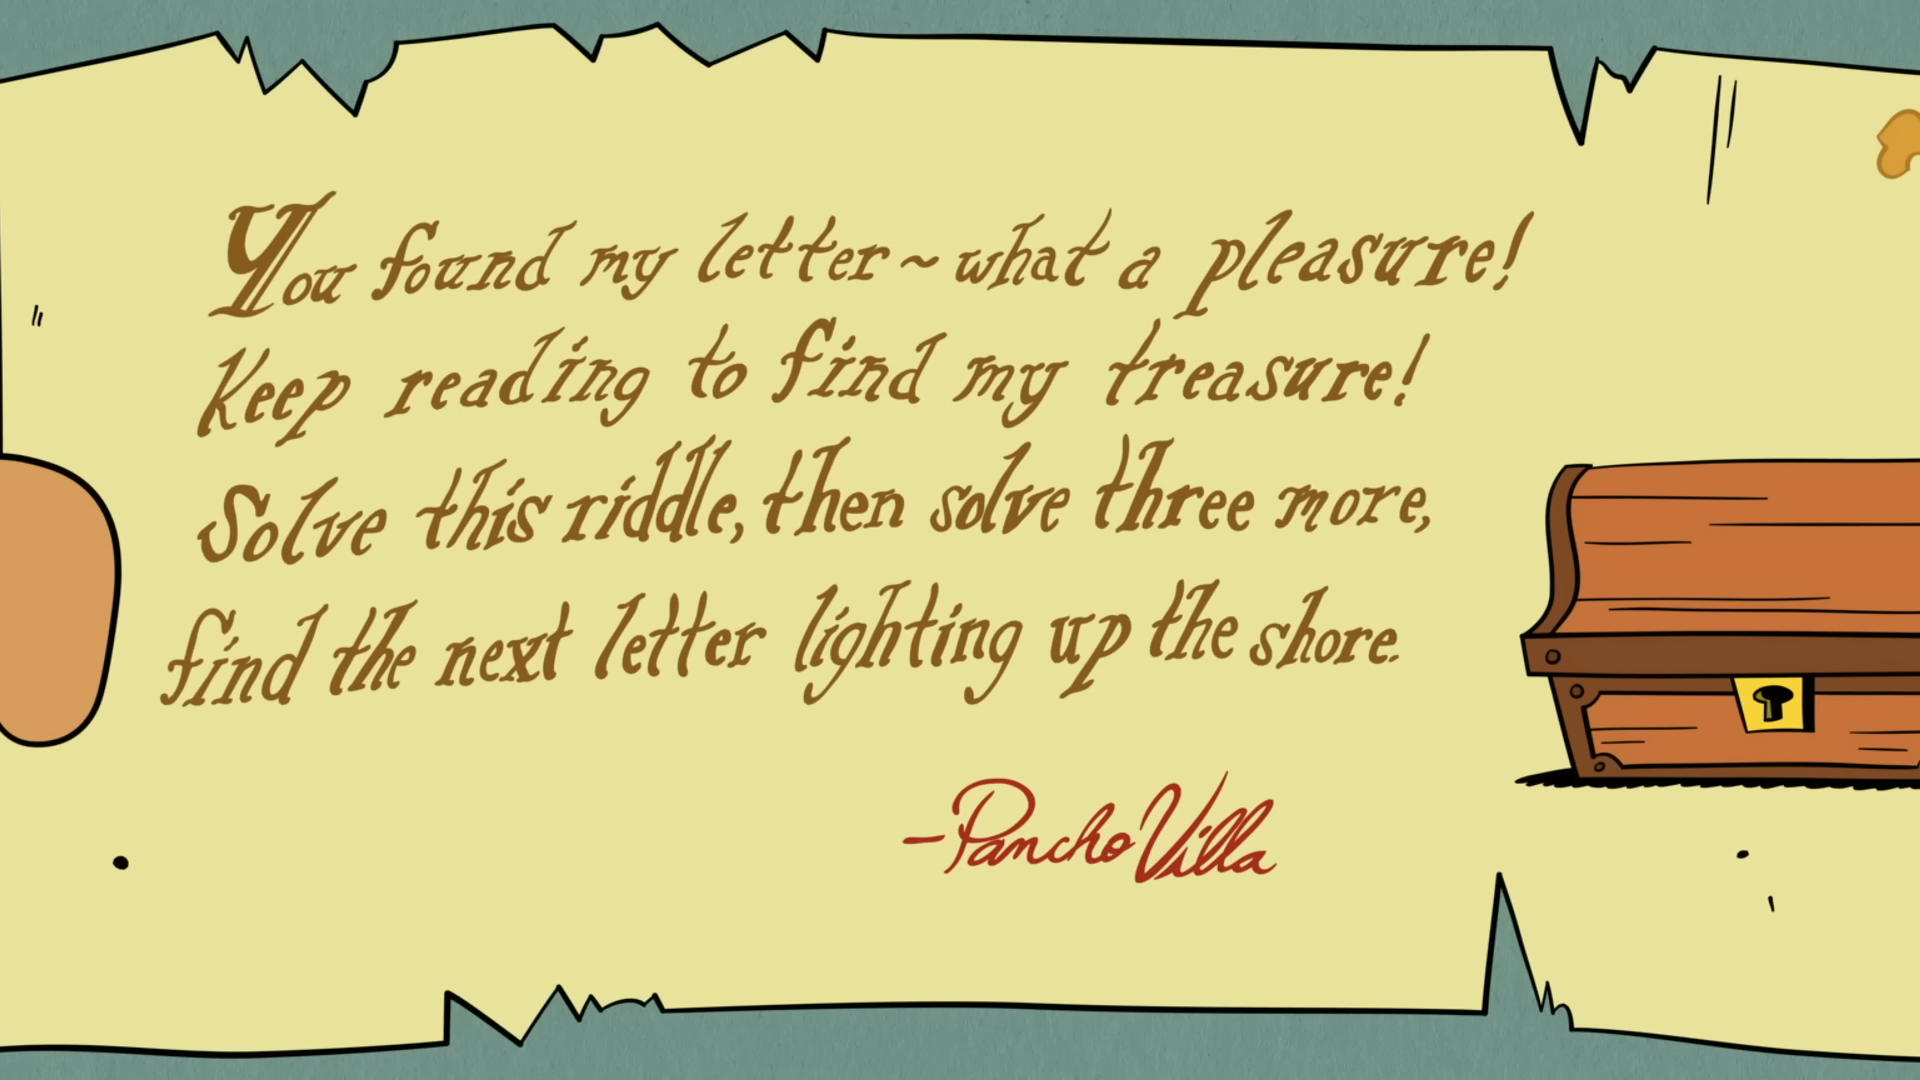 You found my letter~what a pleasure!
Keep reading to find my treasure!
Solve this riddle, then solve three more,
find the next letter lighting up the shore.
-Pancho Villa